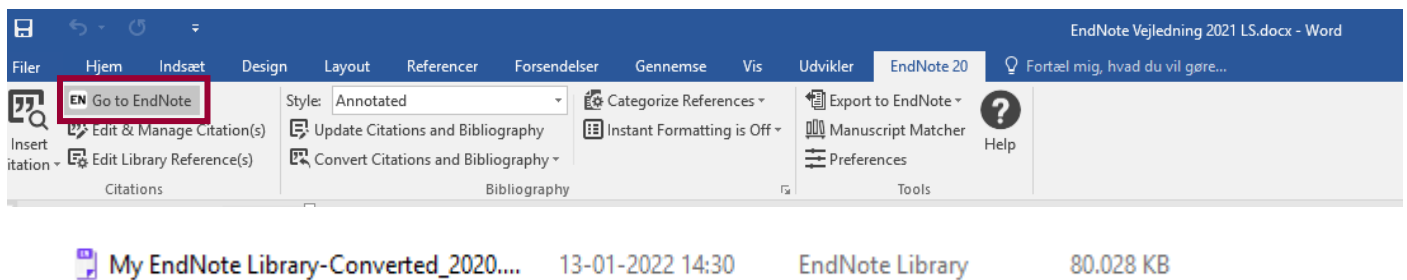 EndNote Vejledning 2021 LS.docx - Word
Filer Hjem Indsæt Design Layout Referencer Forsendelser Gennemse Vis Udvikler EndNote 20 Fortæl mig, hvad du vil gøre...
EN Go to EndNote Style: Annotated Categorize References Export to EndNote
Edit & Manage Citation(s) Update Citations and Bibliography Instant Formatting is Off Manuscript Matcher
Insert Help
itation Edit Library Reference(s) Convert Citations and Bibliography Preferences
Citations Bibliography Tools
My EndNote Library-Converted_2020.... 13-01-2022 14:30 EndNote Library 80.028 KB